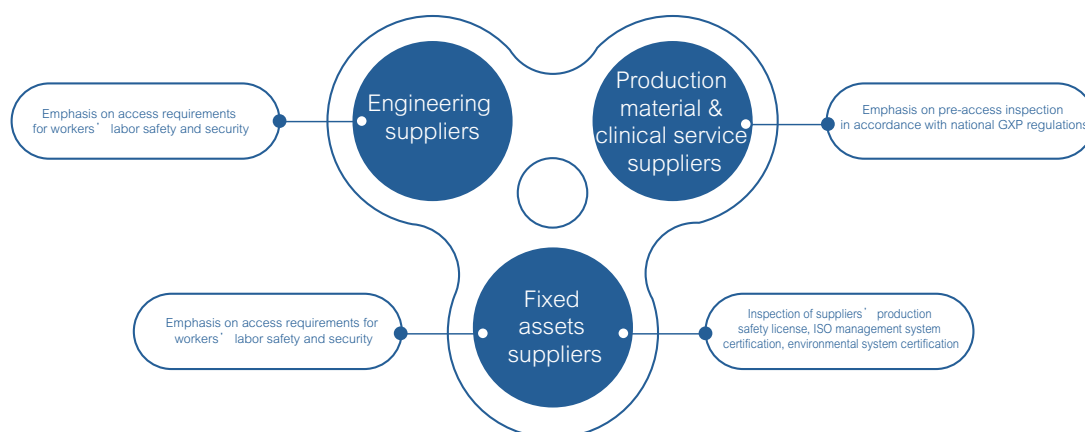 Engineering
suppliers
Production
material &
clinical service
suppliers
Emphasis on access requirements
for workers' labor safety and security
Emphasis on pre-access inspection
in accordance with national GXP regulations
Fixed
assets
suppliers
Emphasis on access requirements for
workers' labor safety and security
Inspection of suppliers' production
safety license, ISO management system
certification, environmental system certification